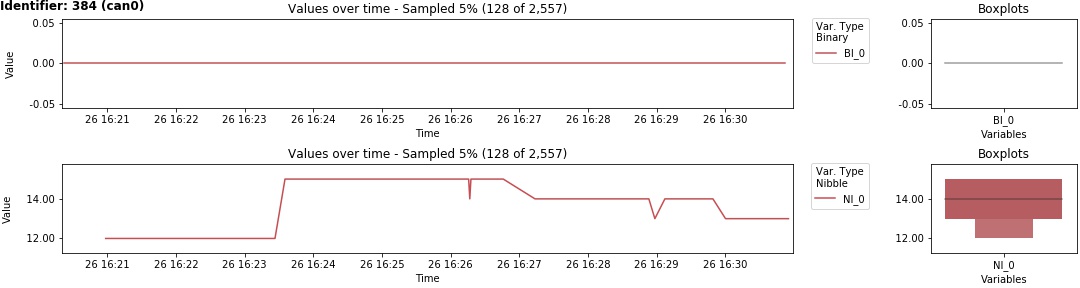 Identifier: 384 (can0)
Values over time - Sampled 5% (128 of 2,557)
Boxplots
0.05
0.00
-0.05
Value
26 16:21 26 16:22 26 16:23 26 16:24 26 16:25 26 16:26 26 16:27 26 16:28 26 16:29 26 16:30
Time
Var. Type
Binary
BI_0
0.05
0.00
-0.05
BI_0
Variables
Values over time - Sampled 5% (128 of 2,557)
Boxplots
14.00
12.00
Value
26 16:21 26 16:22 26 16:23 26 16:24 26 16:25 26 16:26 26 16:27 26 16:28 26 16:29 26 16:30
Time
Var. Type
Nibble
NI_0
14.00
12.00
NI_0
Variables